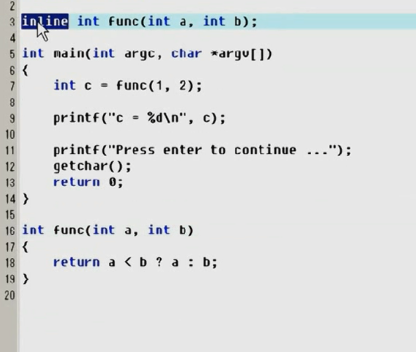 2
3 inline int func(int a, int b);
4
5 int main(int argc, char *argv[])
6 {
7     int c = func(1, 2);
8
9     printf("c = %d\n", c);
10
11     printf("Press enter to continue ...");
12     getchar();
13     return 0;
14 }
15
16 int func(int a, int b)
17 {
18     return a < b ? a : b;
19 }
20